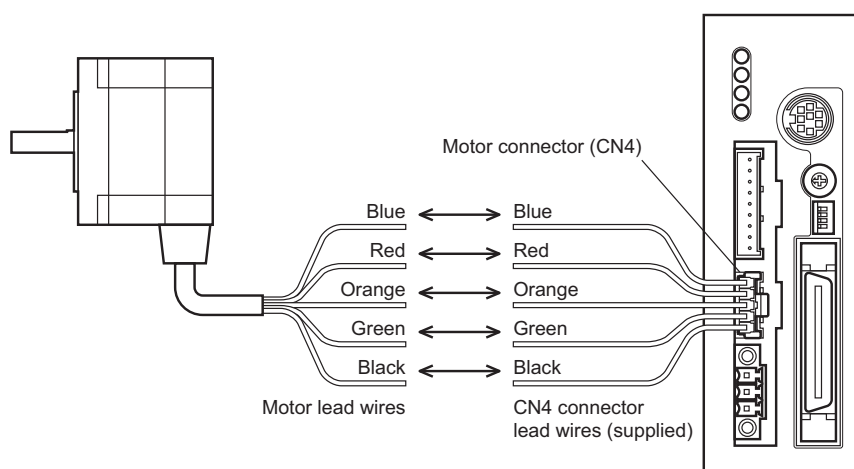 Motor connector (CN4)
Blue Blue
Red Red
Orange Orange
Green Green
Black Black
Motor lead wires
CN4 connector
lead wires (supplied)